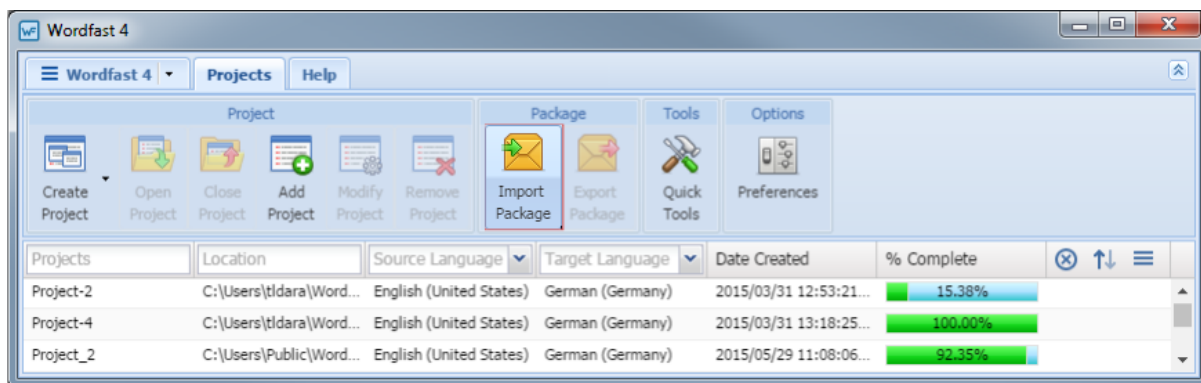 Wordfast 4
Wordfast 4 Projects Help
Project Package Tools Options
Create Project Open Project Close Project Add Project Modify Project Remove Project Import Package Export Package Quick Tools Preferences
Projects Location Source Language Target Language Date Created % Complete
Project-2 C:\Users\tldara\Word... English (United States) German (Germany) 2015/03/31 12:53:21... 15.38%
Project-4 C:\Users\tldara\Word... English (United States) German (Germany) 2015/03/31 13:18:25... 100.00%
Project_2 C:\Users\Public\Word... English (United States) German (Germany) 2015/05/29 11:08:06... 92.35%